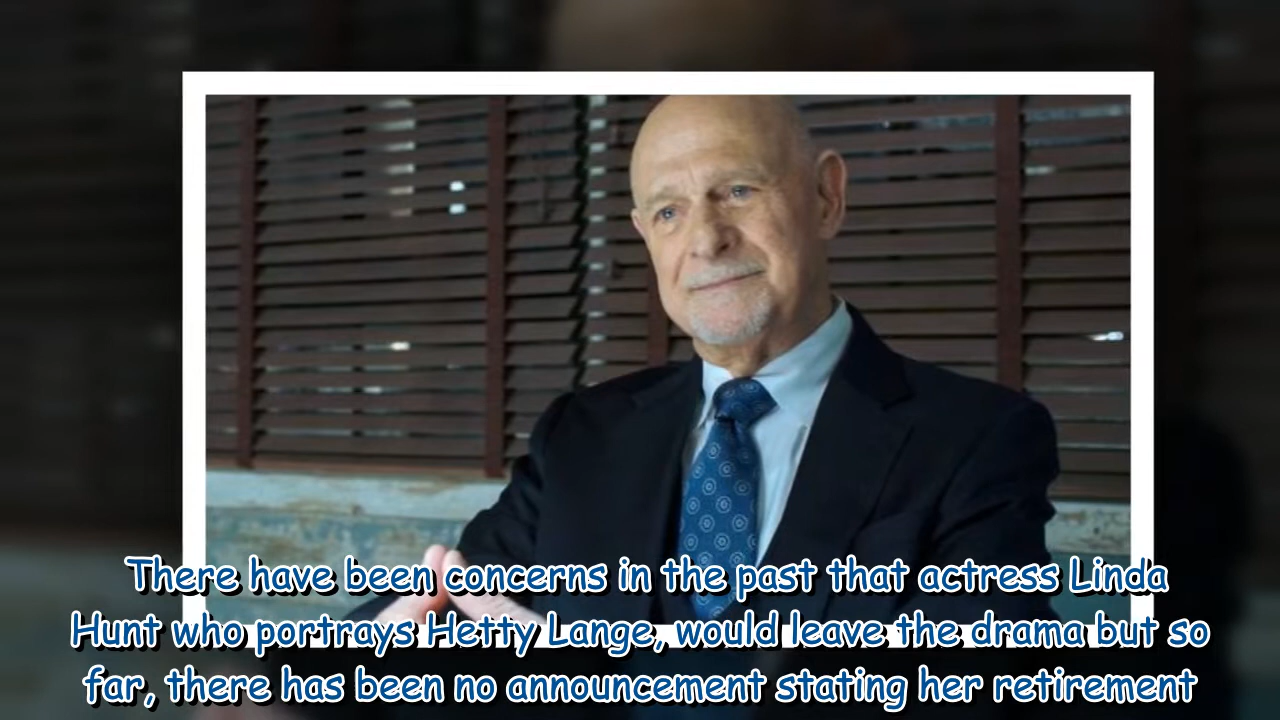 There have been concerns in the past that actress Linda
Hunt who portrays Hetty Lange, would leave the drama but so
far, there has been no announcement stating her retirement